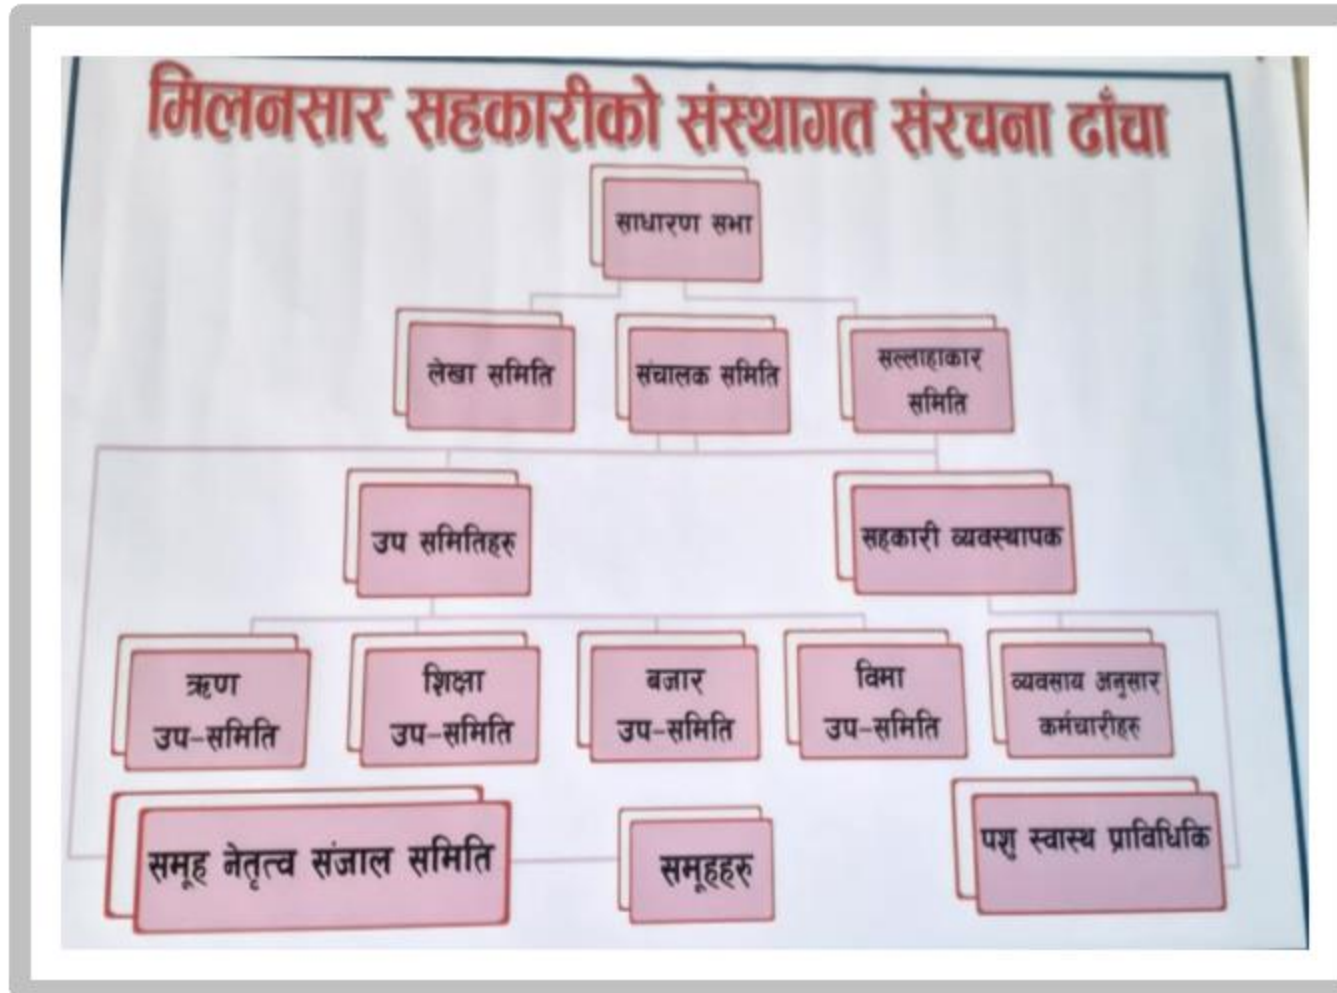 मिलनसार सहकारीको संस्थागत संरचना ढाँचा
साधारण सभा
लेखा समिति
संचालक समिति
सल्लाहाकार
समिति
उप समितिहरु
सहकारी व्यवस्थापक
ऋण
उप-समिति
शिक्षा
उप-समिति
बजार
उप-समिति
विमा
उप-समिति
व्यवसाय अनुसार
कर्मचारीहरु
समूह नेतृत्व संजाल समिति
समूहहरु
पशु स्वास्थ प्राविधिकि